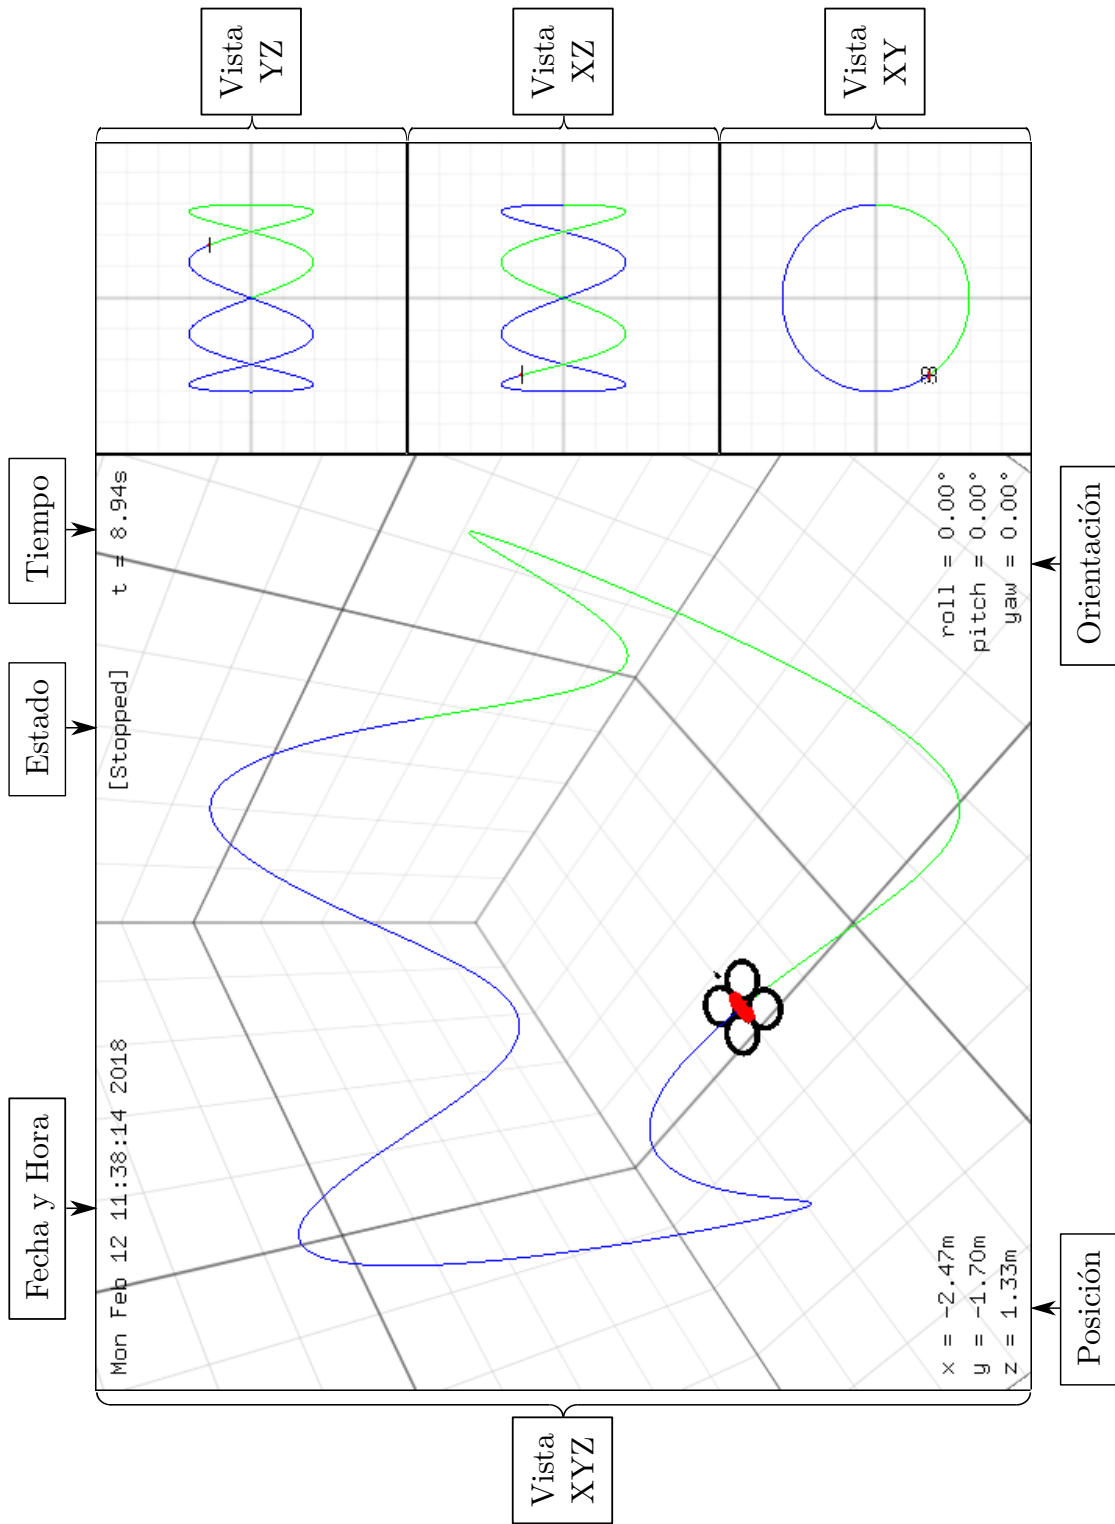 Fecha y Hora
Estado
Tiempo
Mon Feb 12 11:38:14 2018
[Stopped]
t = 8.94s
Vista
XYZ
Vista
YZ
Vista
XZ
Vista
XY
x = -2.47m
y = -1.70m
z = 1.33m
roll = 0.00°
pitch = 0.00°
yaw = 0.00°
Posición
Orientación